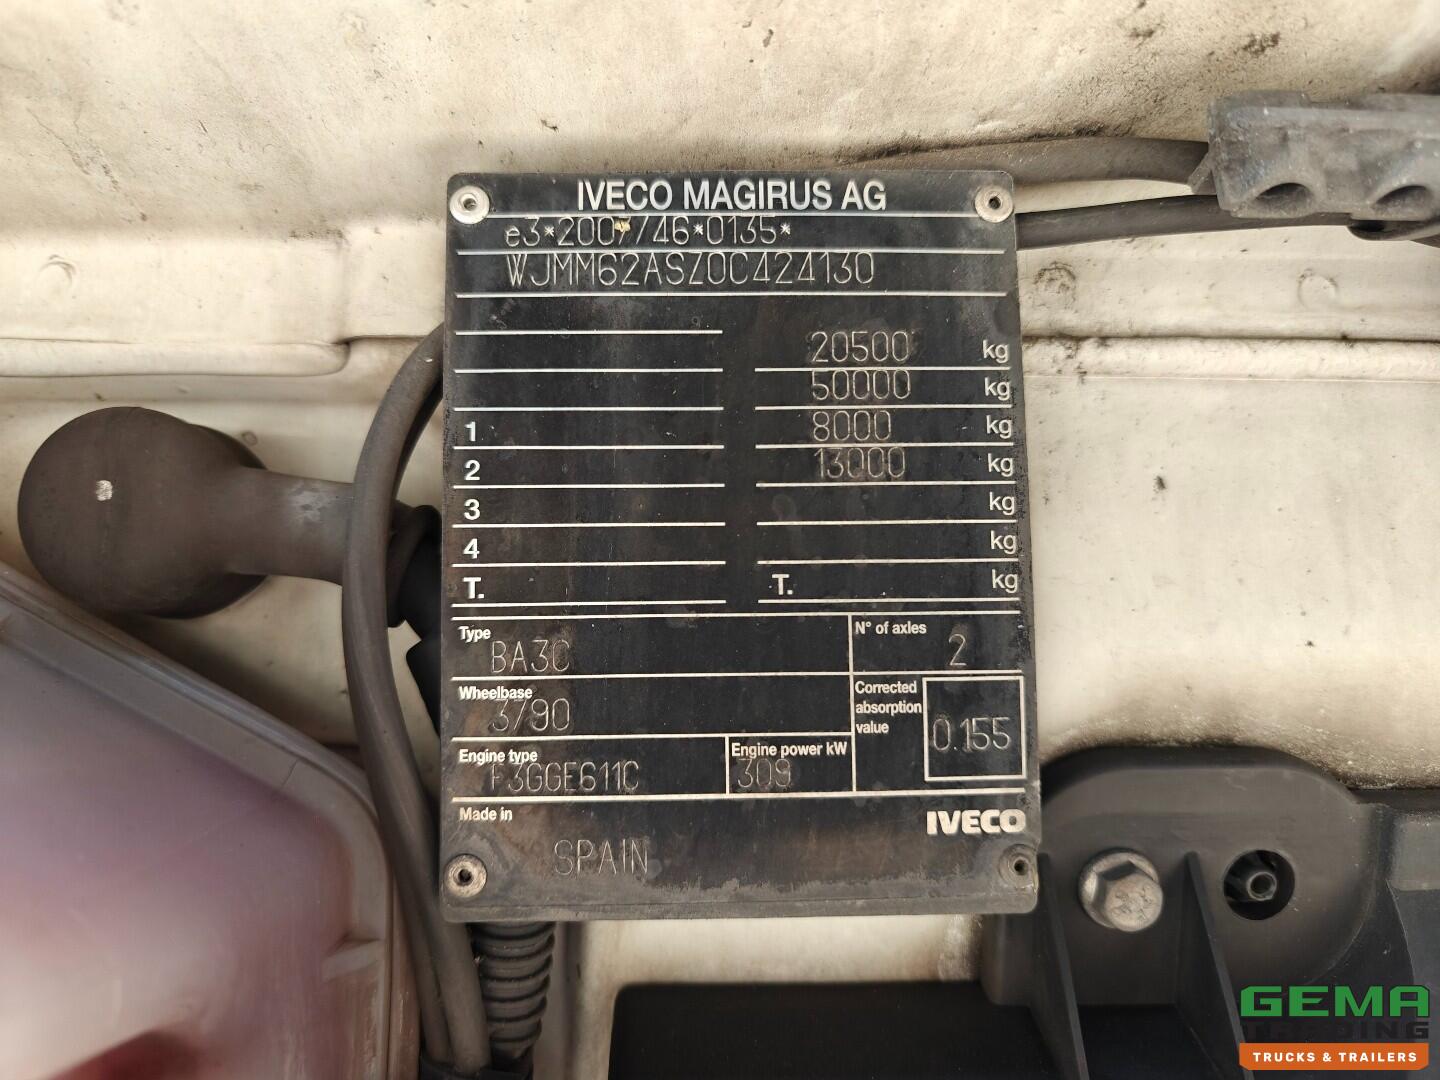 IVECO MAGIRUS AG
e3*2007/46*0135*
WJMM62ASZ0C424130
20500 kg
50000 kg
1 8000 kg
2 13000 kg
3 kg
4 kg
T. T. kg
Type
BA3C
N° of axles
2
Wheelbase
3790
Corrected
absorption
value
0.155
Engine type
F3GGE611C
Engine power kW
309
Made in
IVECO
SPAIN
GEMA
TRADING
TRUCKS & TRAILERS